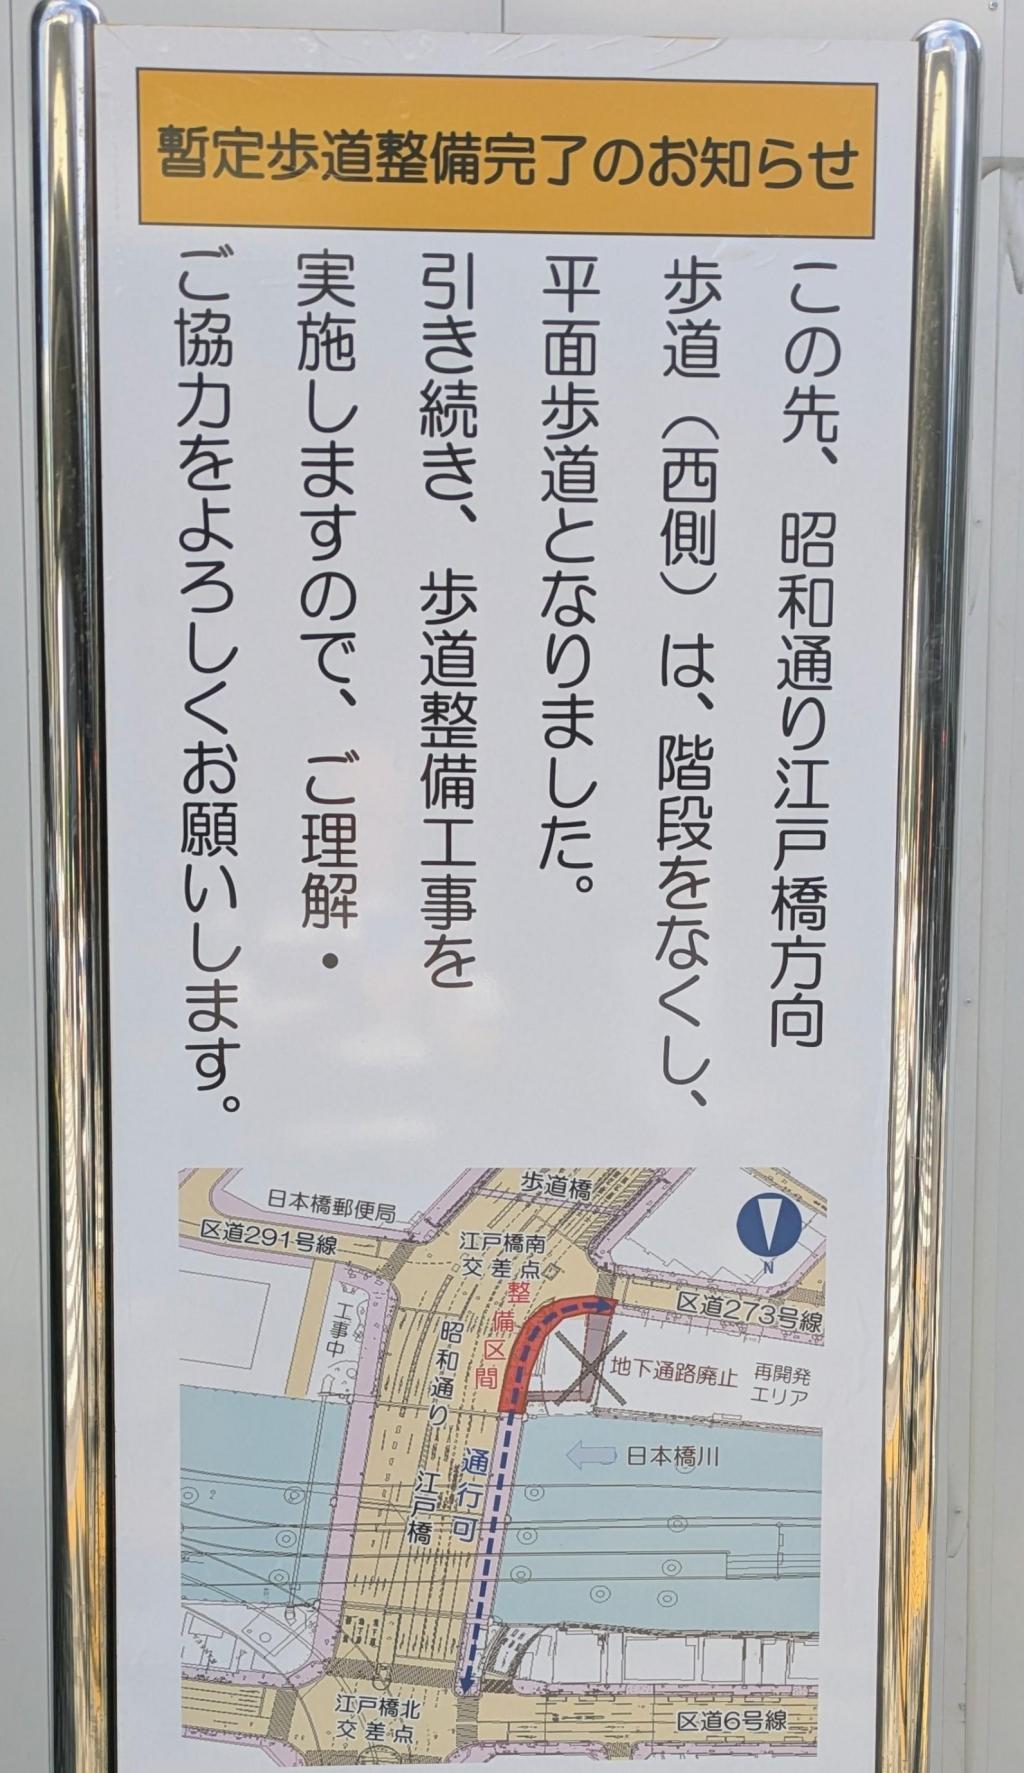 暫定歩道整備完了のお知らせ
この先、昭和通り江戸橋方向
歩道（西側）は、階段をなくし、
平面歩道となりました。
引き続き、歩道整備工事を
実施しますので、ご理解・
ご協力をよろしくお願いします。
歩道橋
日本橋郵便局
区道291号線
江戸橋南
交差点
N
整備区間
区道273号線
工事中
昭和通り
地下通路廃止
再開発
エリア
日本橋川
通行可
江戸橋
江戸橋北
交差点
区道6号線